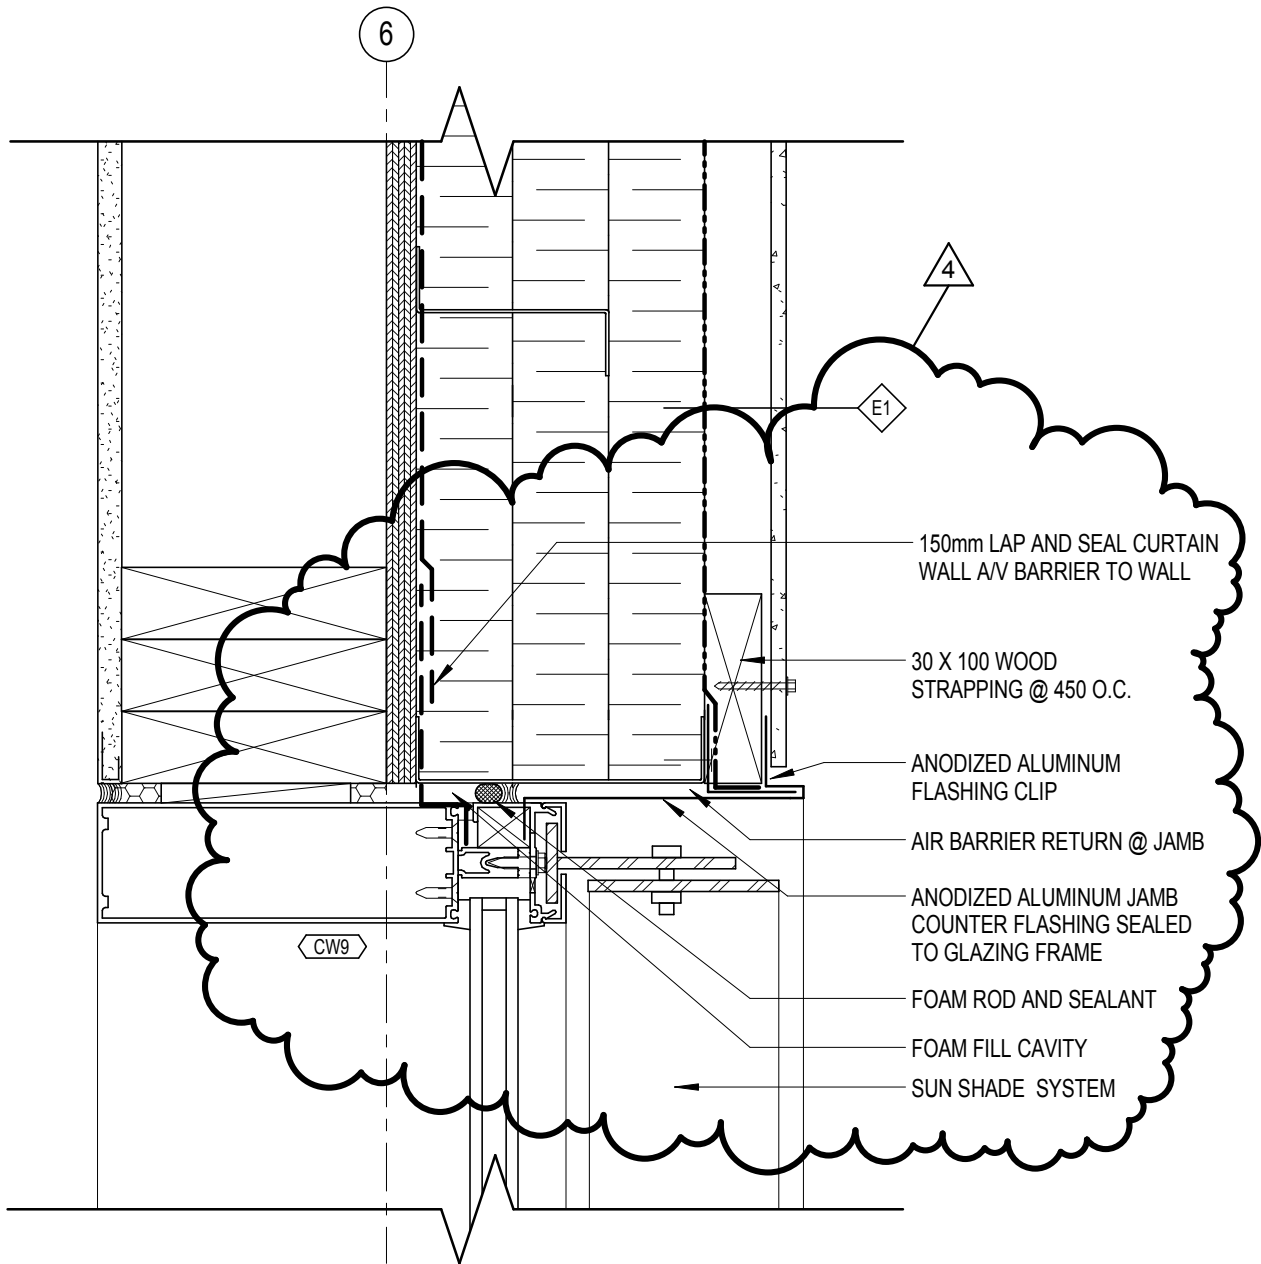 6
4
E1
150mm LAP AND SEAL CURTAIN
WALL A/V BARRIER TO WALL
30 X 100 WOOD
STRAPPING @ 450 O.C.
ANODIZED ALUMINUM
FLASHING CLIP
AIR BARRIER RETURN @ JAMB
ANODIZED ALUMINUM JAMB
COUNTER FLASHING SEALED
TO GLAZING FRAME
CW9
FOAM ROD AND SEALANT
FOAM FILL CAVITY
SUN SHADE SYSTEM